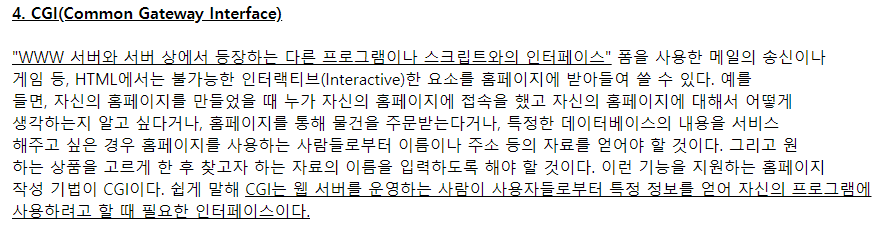 4. CGI(Common Gateway Interface)
"WWW 서버와 서버 상에서 등장하는 다른 프로그램이나 스크립트와의 인터페이스" 폼을 사용한 메일의 송신이나
게임 등, HTML에서는 불가능한 인터랙티브(Interactive)한 요소를 홈페이지에 받아들여 쓸 수 있다. 예를
들면, 자신의 홈페이지를 만들었을 때 누가 자신의 홈페이지에 접속을 했고 자신의 홈페이지에 대해서 어떻게
생각하는지 알고 싶다거나, 홈페이지를 통해 물건을 주문받는다거나, 특정한 데이터베이스의 내용을 서비스
해주고 싶은 경우 홈페이지를 사용하는 사람들로부터 이름이나 주소 등의 자료를 얻어야 할 것이다. 그리고 원
하는 상품을 고르게 한 후 찾고자 하는 자료의 이름을 입력하도록 해야 할 것이다. 이런 기능을 지원하는 홈페이지
작성 기법이 CGI이다. 쉽게 말해 CGI는 웹 서버를 운영하는 사람이 사용자들로부터 특정 정보를 얻어 자신의 프로그램에
사용하려고 할 때 필요한 인터페이스이다.